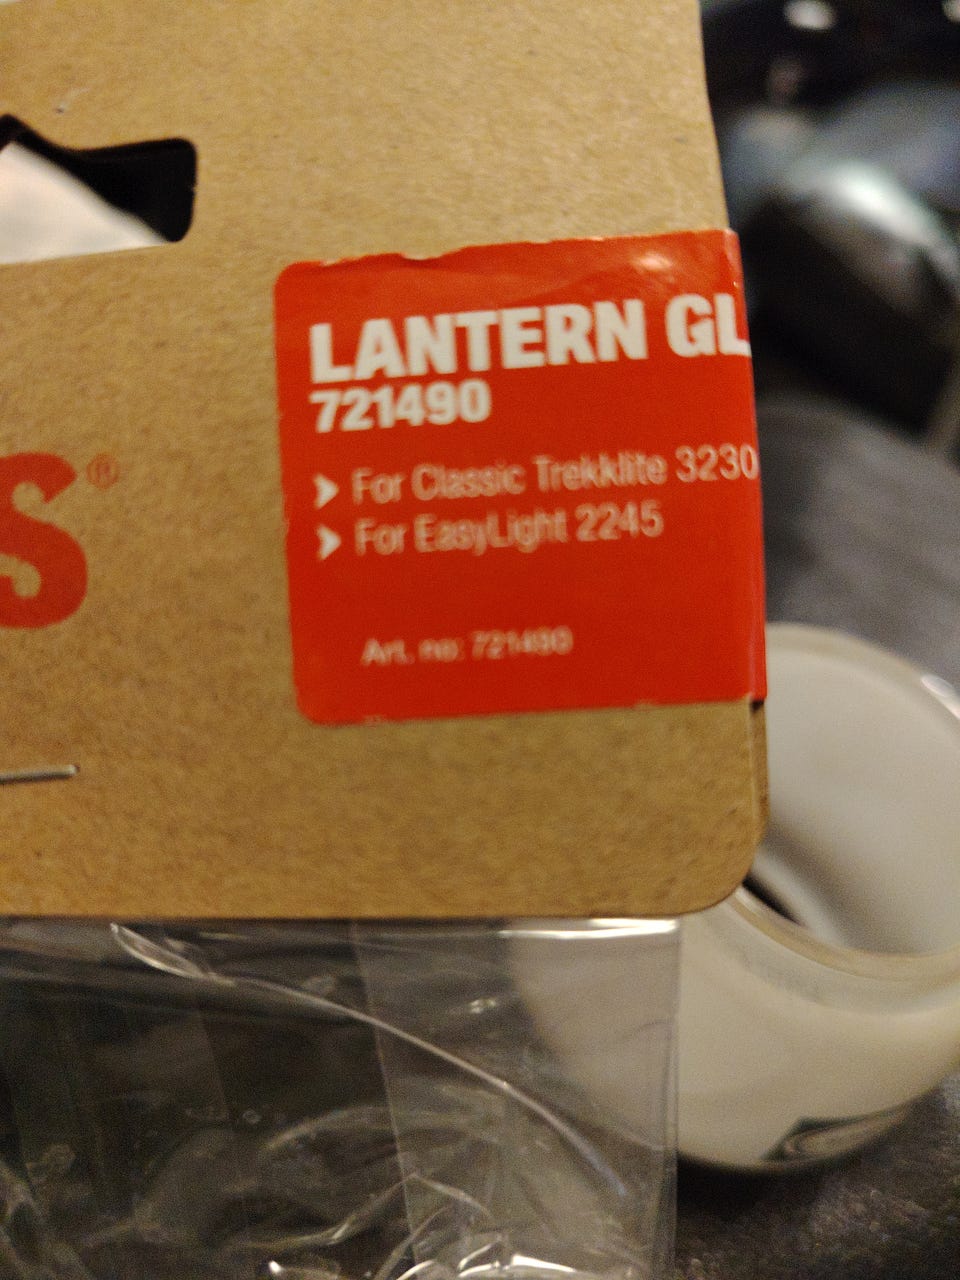 LANTERN GL
721490
For Classic Trekklite 3230
For EasyLight 2245
Art. no: 721490
S®